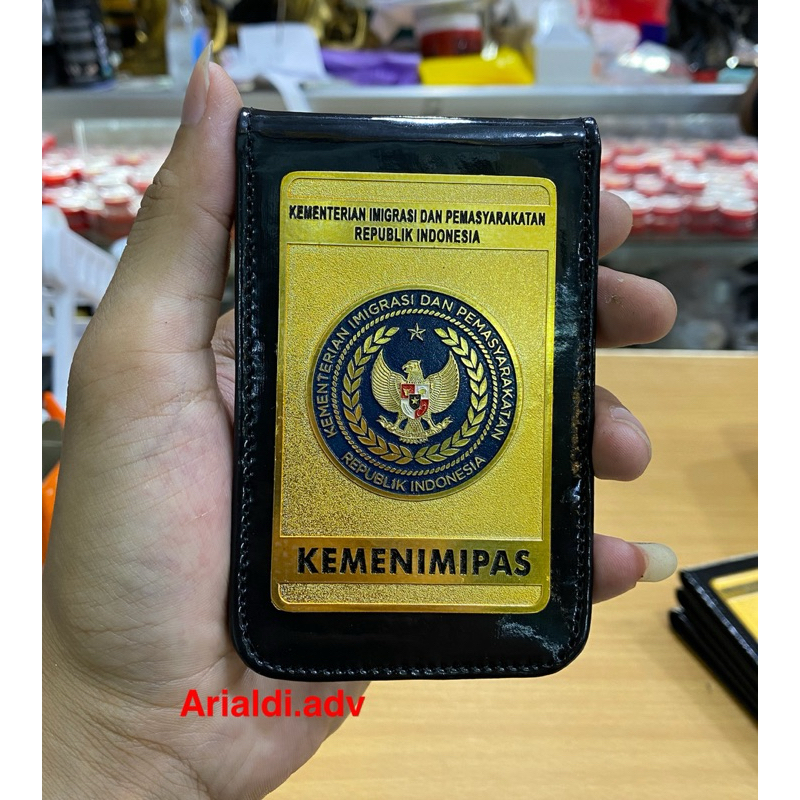 KEMENTERIAN IMIGRASI DAN PEMASYARAKATAN
REPUBLIK INDONESIA
KEMENTERIAN IMIGRASI DAN PEMASYARAKATAN
REPUBLIK INDONESIA
KEMENIMIPAS
Arialdi.adv